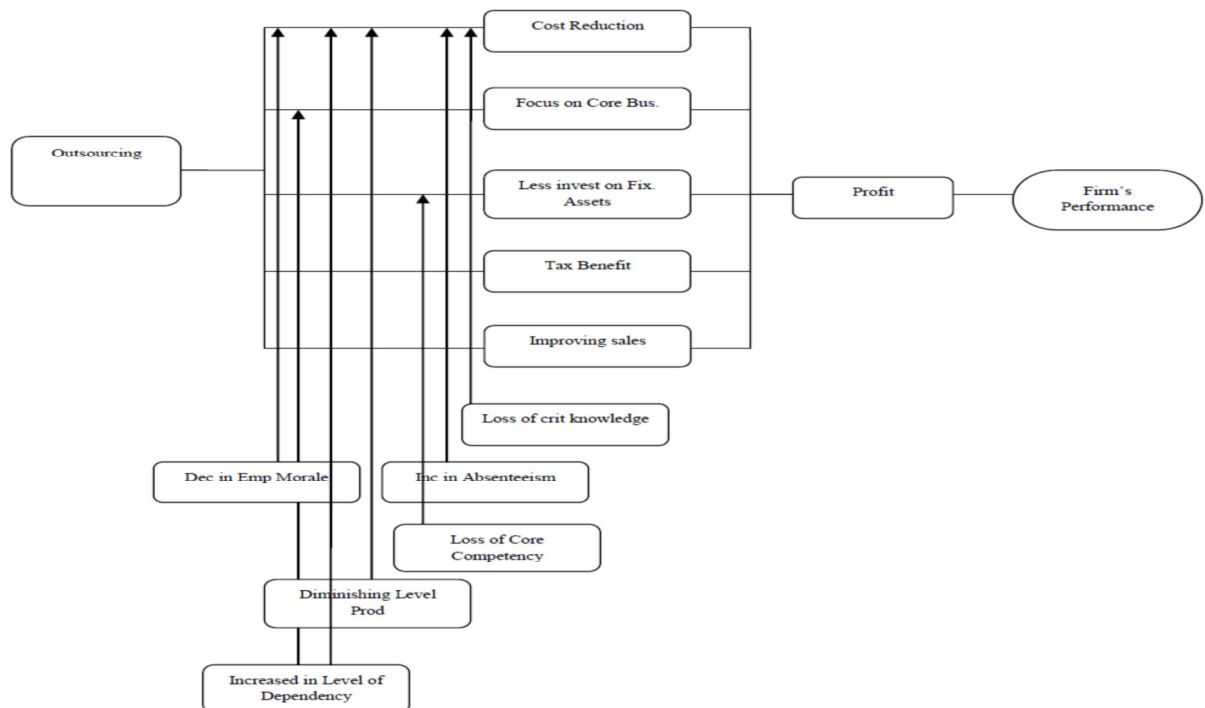 Cost Reduction
Focus on Core Bus.
Outsourcing
Less invest on Fix.
Assets
Profit
Firm's
Performance
Tax Benefit
Improving sales
Loss of crit knowledge
Dec in Emp Morale
Inc in Absenteeism
Loss of Core
Competency
Diminishing Level
Prod
Increased in Level of
Dependency